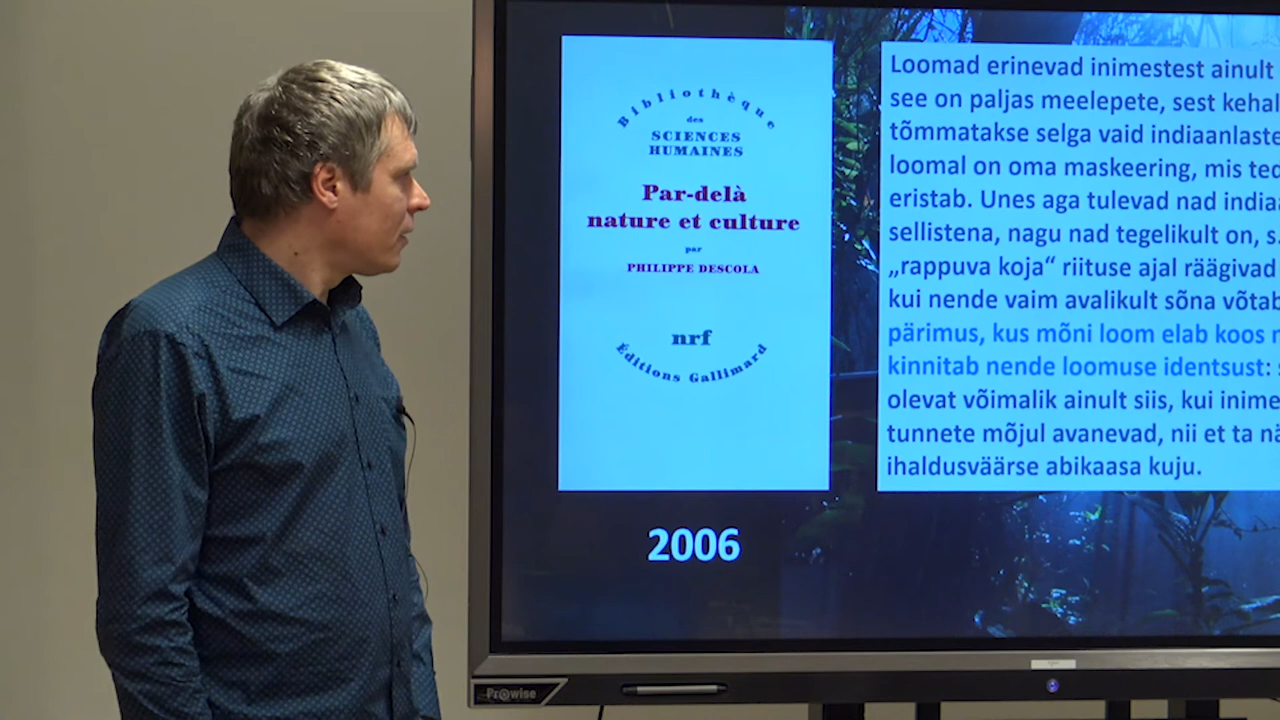 Bibliothèque
des
SCIENCES
HUMAINES
Par-delà
nature et culture
par
PHILIPPE DESCOLA
nrf
Éditions Gallimard
2006
Loomad erinevad inimestest ainult
see on paljas meelepete, sest kehal
tõmmatakse selga vaid indiaanlaste
loomal on oma maskeering, mis ted
eristab. Unes aga tulevad nad indiaa
sellistena, nagu nad tegelikult on, s.
„rappuva koja“ riituse ajal räägivad
kui nende vaim avalikult sõna võtab
pärimus, kus mõni loom elab koos
kinnitab nende loomuse identsust:
olevat võimalik ainult siis, kui inime
tunnete mõjul avanevad, nii et ta nä
ihaldusväärse abikaasa kuju.
Prowise